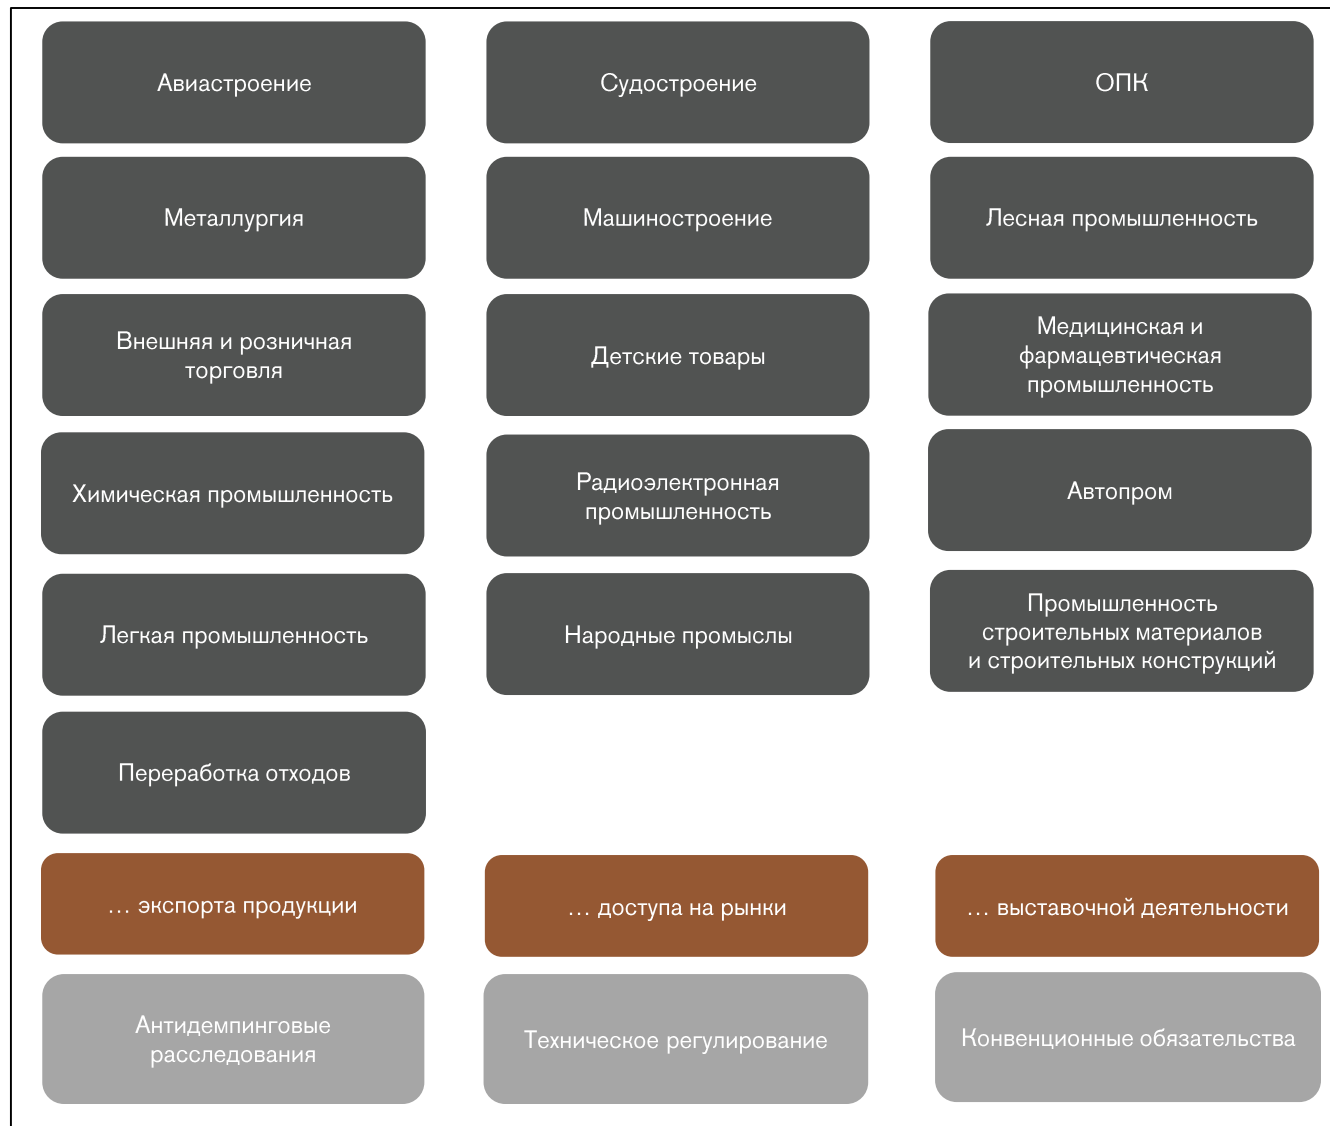 Авиастроение
Судостроение
ОПК
Металлургия
Машиностроение
Лесная промышленность
Внешняя и розничная
торговля
Детские товары
Медицинская и
фармацевтическая
промышленность
Химическая промышленность
Радиоэлектронная
промышленность
Автопром
Легкая промышленность
Народные промыслы
Промышленность
строительных материалов
и строительных конструкций
Переработка отходов
... экспорта продукции
... доступа на рынки
... выставочной деятельности
Антидемпинговые
расследования
Техническое регулирование
Конвенционные обязательства